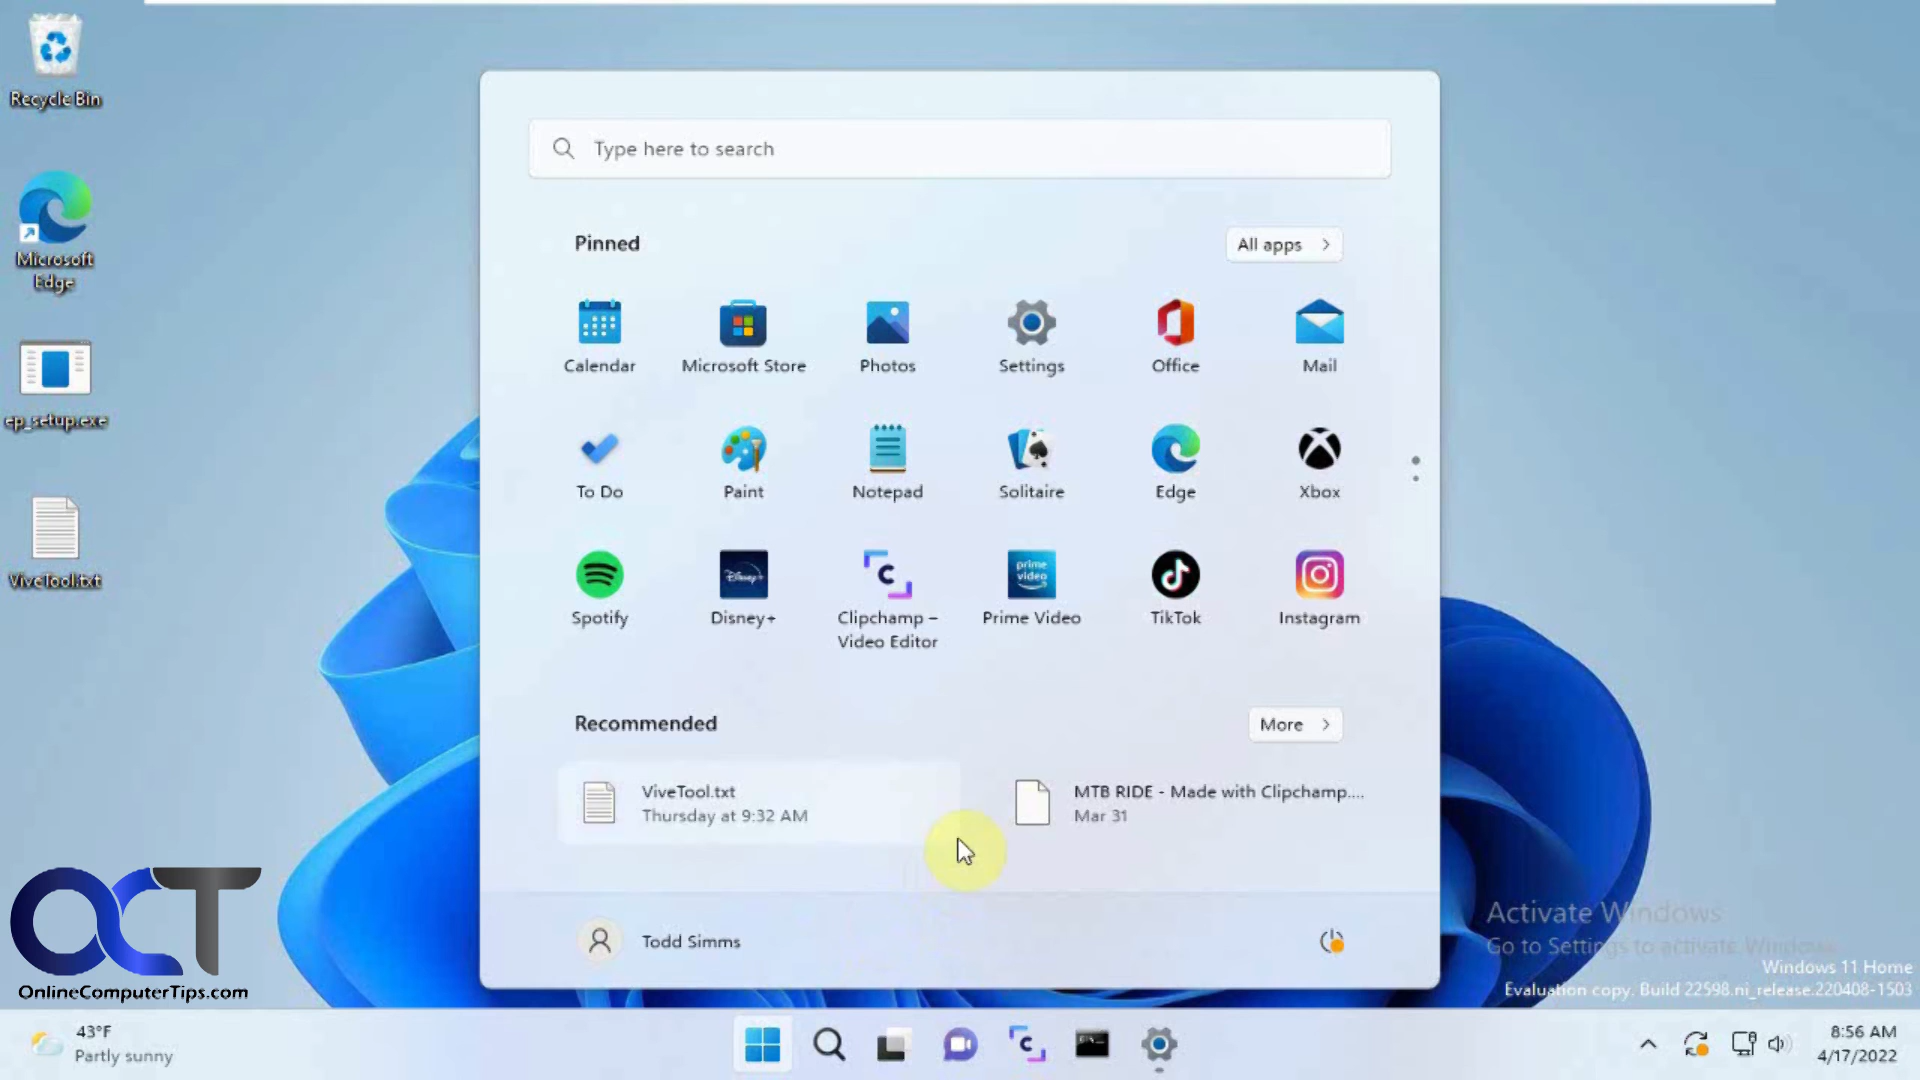 Recycle Bin
Microsoft
Edge
ep_setup.exe
ViveTool.txt
OCT
OnlineComputerTips.com
Type here to search
Pinned
All apps
Calendar
Microsoft Store
Photos
Settings
Office
Mail
To Do
Paint
Notepad
Solitaire
Edge
Xbox
Spotify
Disney+
Clipchamp –
Video Editor
prime
video
Prime Video
TikTok
Instagram
Recommended
More
ViveTool.txt
Thursday at 9:32 AM
MTB RIDE - Made with Clipchamp....
Mar 31
Todd Simms
Activate Windows
Go to Settings to activate Windows.
Windows 11 Home
Evaluation copy. Build 22598.ni_release.220408-1503
43°F
Partly sunny
8:56 AM
4/17/2022